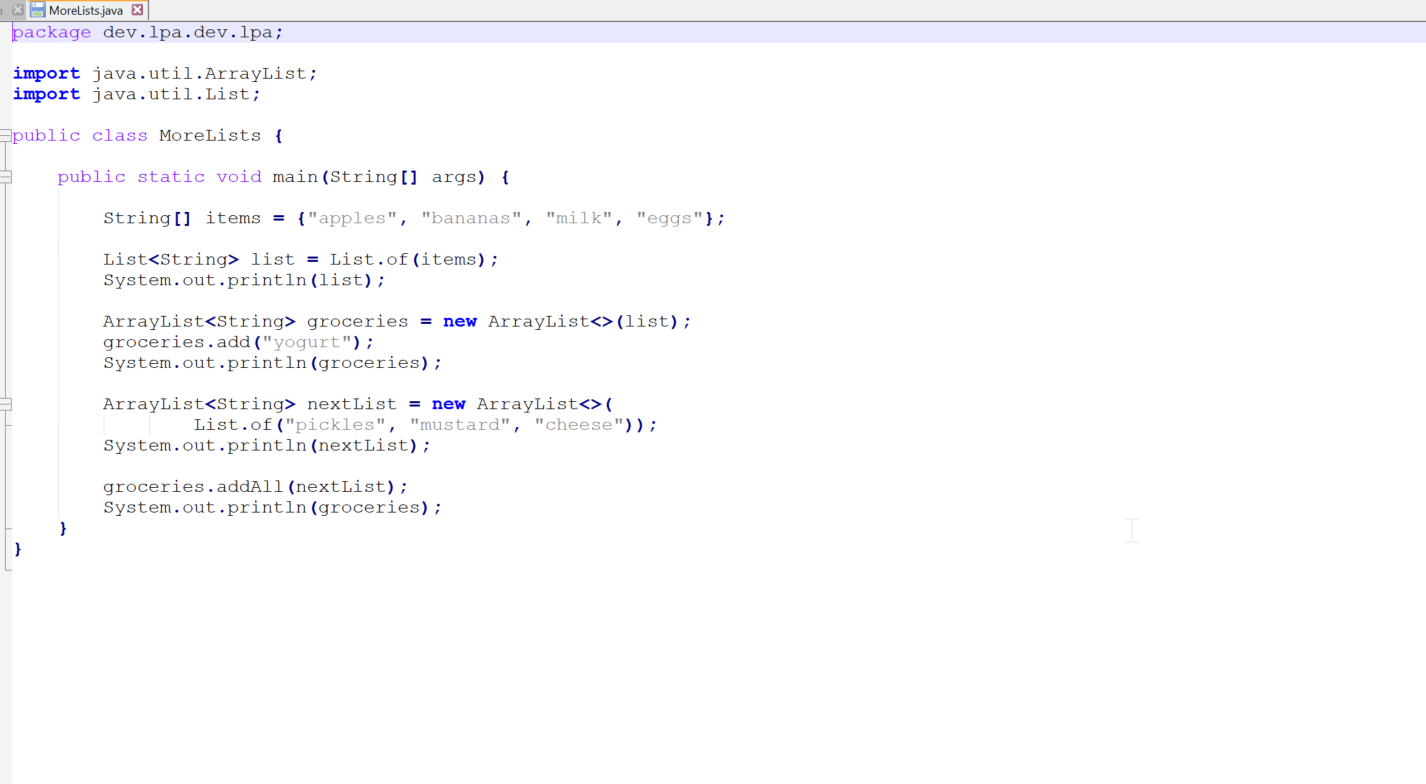 MoreLists.java
package dev.lpa.dev.lpa;
import java.util.ArrayList;
import java.util.List;
public class MoreLists {
public static void main(String[] args) {
String[] items = {"apples", "bananas", "milk", "eggs"};
List<String> list = List.of(items);
System.out.println(list);
ArrayList<String> groceries = new ArrayList<>(list);
groceries.add("yogurt");
System.out.println(groceries);
ArrayList<String> nextList = new ArrayList<>(
List.of("pickles", "mustard", "cheese"));
System.out.println(nextList);
groceries.addAll(nextList);
System.out.println(groceries);
}
}